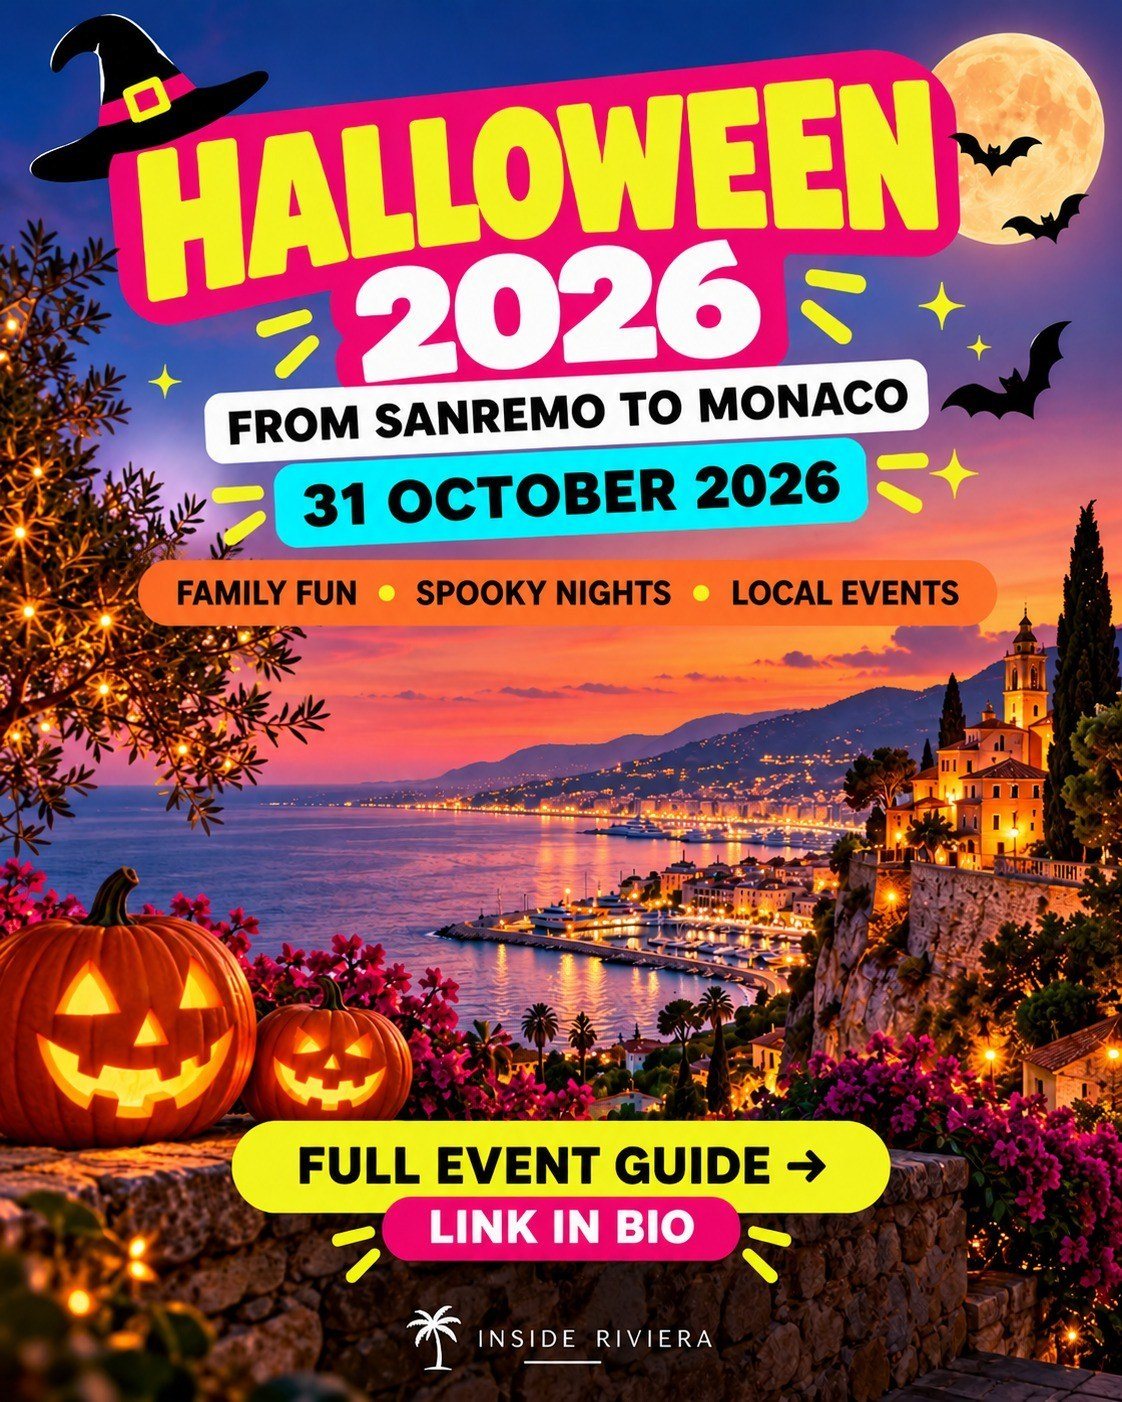 HALLOWEEN
2026
FROM SANREMO TO MONACO
31 OCTOBER 2026
FAMILY FUN • SPOOKY NIGHTS • LOCAL EVENTS
FULL EVENT GUIDE →
LINK IN BIO
INSIDE RIVIERA